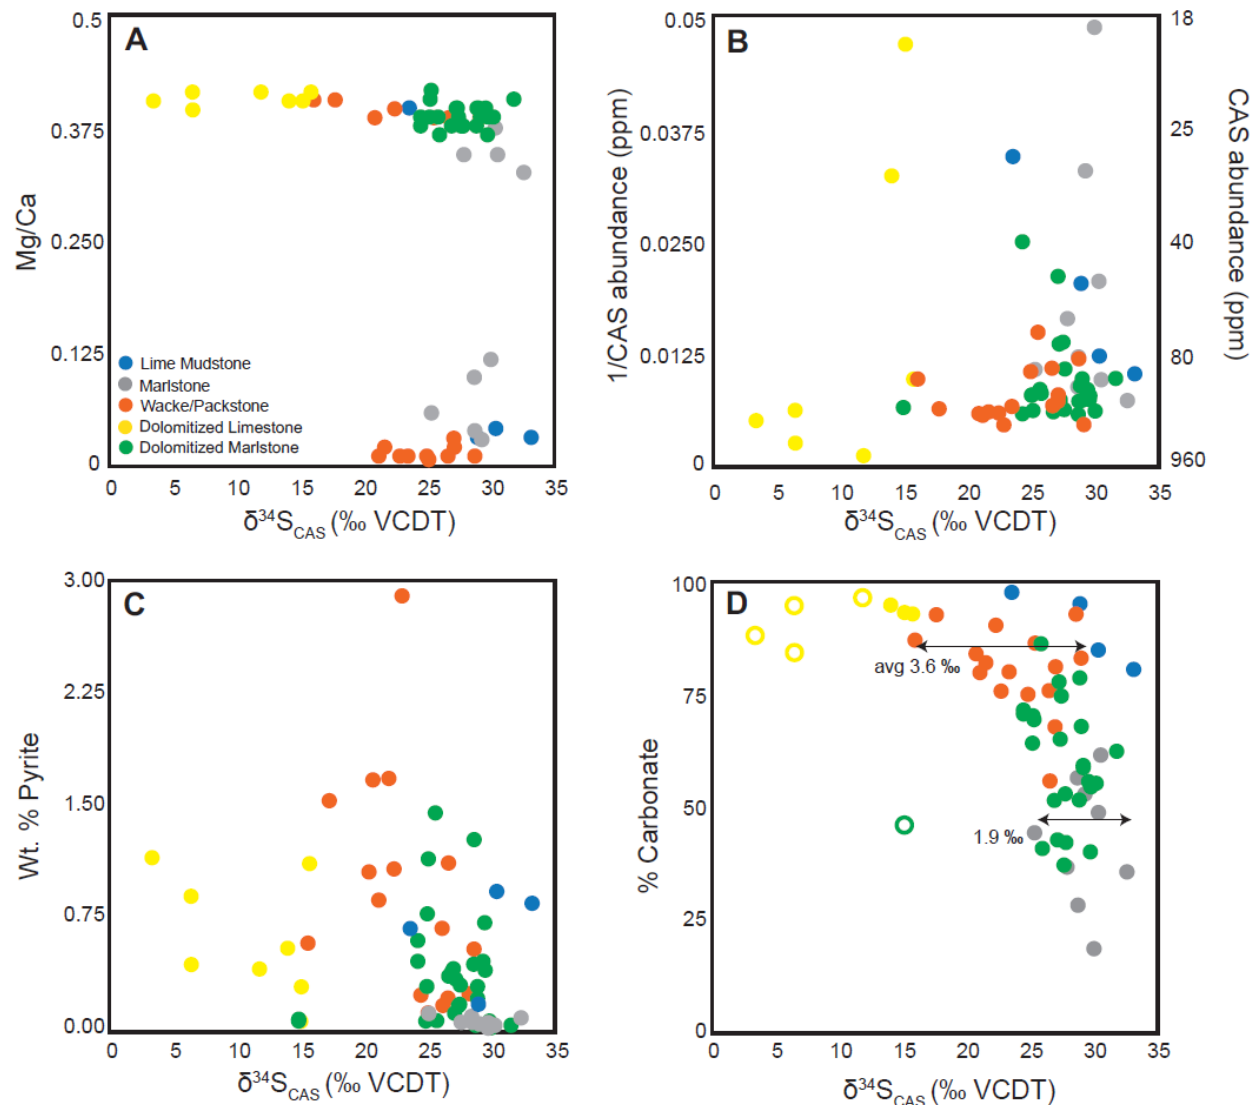 A
0.5
0.375
0.250
0.125
0
Mg/Ca
Lime Mudstone
Marlstone
Wacke/Packstone
Dolomitized Limestone
Dolomitized Marlstone
0 5 10 15 20 25 30 35
δ³⁴S_CAS (‰ VCDT)
B
0.05
0.0375
0.0250
0.0125
0
1/CAS abundance (ppm)
18
25
40
80
960
CAS abundance (ppm)
0 5 10 15 20 25 30 35
δ³⁴S_CAS (‰ VCDT)
C
3.00
2.25
1.50
0.75
0.00
Wt. % Pyrite
0 5 10 15 20 25 30 35
δ³⁴S_CAS (‰ VCDT)
D
100
75
50
25
0
% Carbonate
avg 3.6 ‰
1.9 ‰
0 5 10 15 20 25 30 35
δ³⁴S_CAS (‰ VCDT)